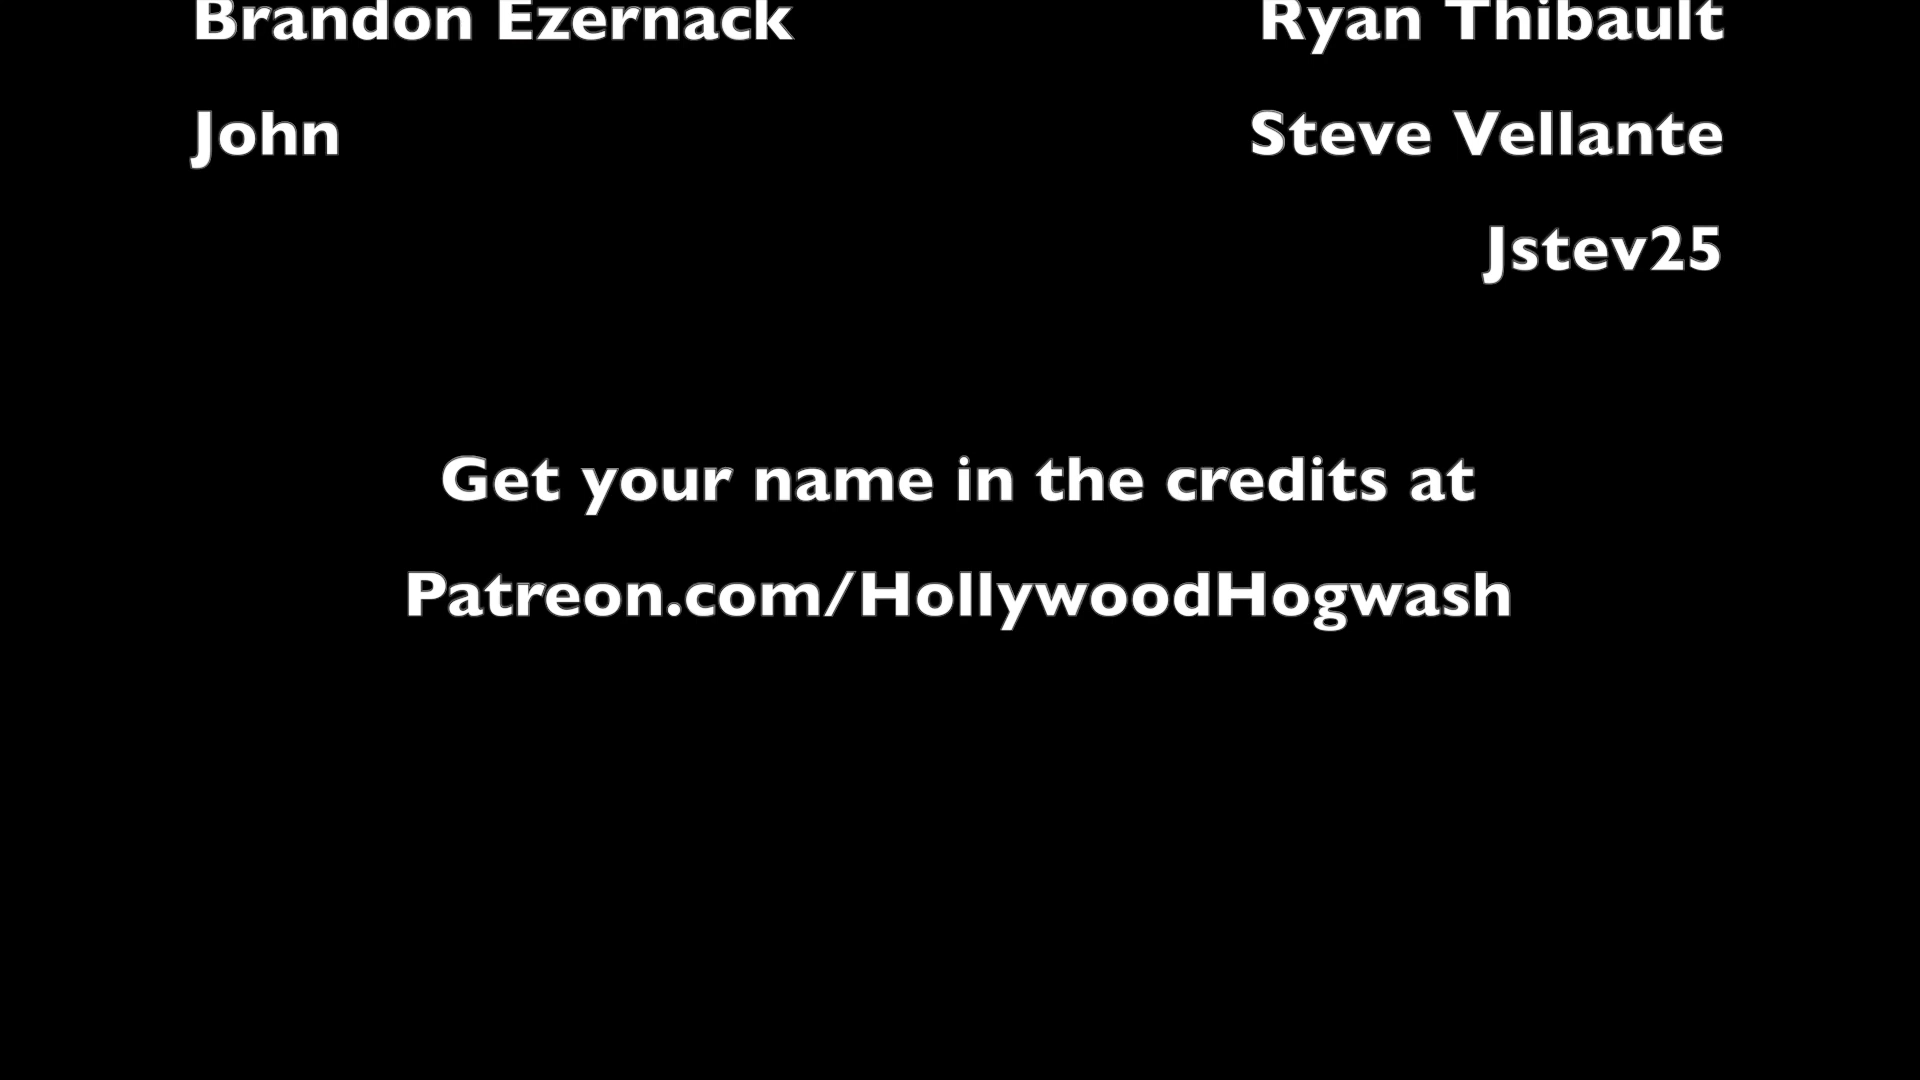 Brandon Ezernack Ryan Thibault
John Steve Vellante
Jstev25
Get your name in the credits at
Patreon.com/HollywoodHogwash